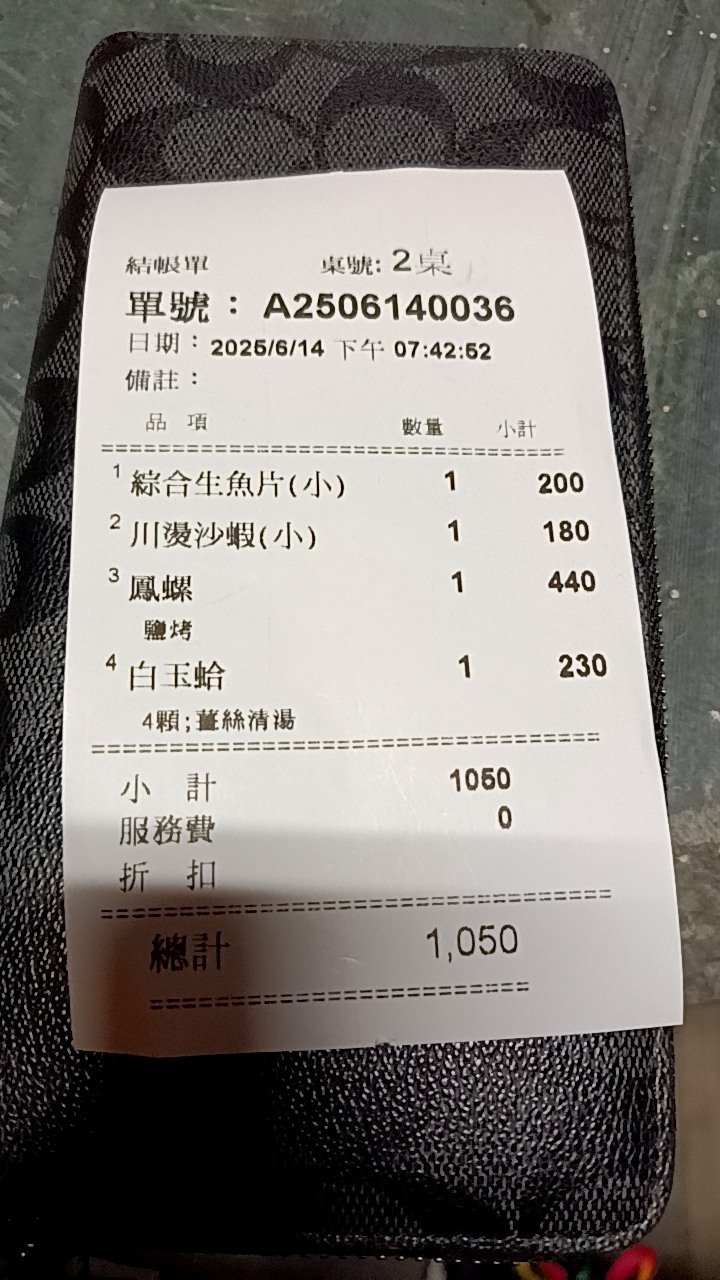 結帳單 桌號: 2桌
單號： A2506140036
日期：2025/6/14 下午 07:42:52
備註：
品 項 數量 小計
==============================================
1 綜合生魚片(小) 1 200
2 川燙沙蝦(小) 1 180
3 鳳螺 1 440
鹽烤
4 白玉蛤 1 230
4顆;薑絲清湯
==============================================
小 計 1050
服務費 0
折 扣
==============================================
總計 1,050
==================================